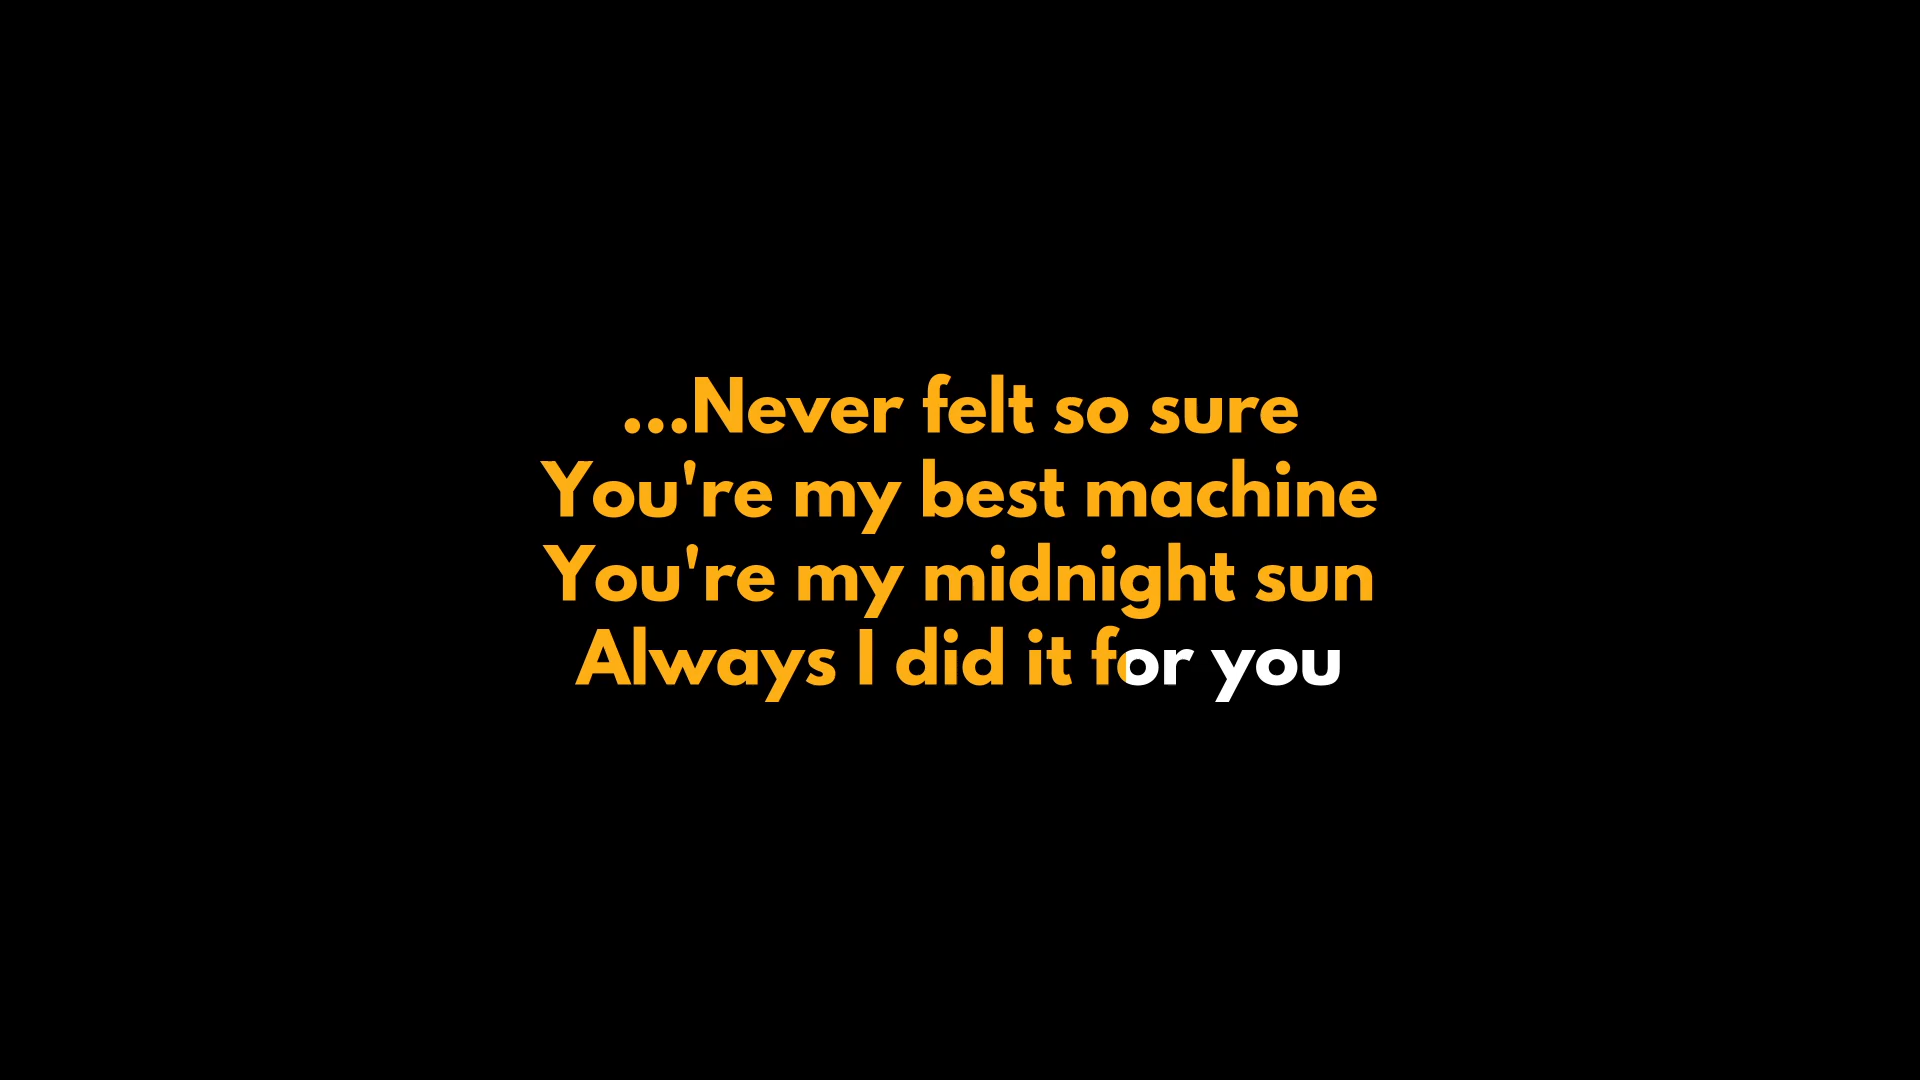 ...Never felt so sure
You're my best machine
You're my midnight sun
Always I did it for you